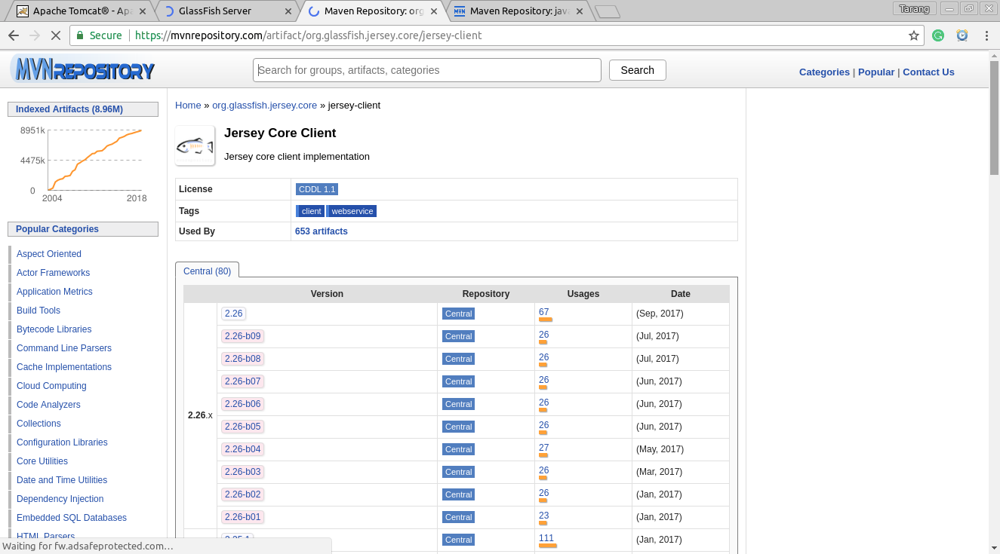 Apache Tomcat® - Apa
GlassFish Server
Maven Repository: org
Maven Repository: java
Tarang
Secure
https://mvnrepository.com/artifact/org.glassfish.jersey.core/jersey-client
MVNREPOSITORY
Search for groups, artifacts, categories
Search
Categories | Popular | Contact Us
Indexed Artifacts (8.96M)
8951k
4475k
0
2004 2018
Popular Categories
Aspect Oriented
Actor Frameworks
Application Metrics
Build Tools
Bytecode Libraries
Command Line Parsers
Cache Implementations
Cloud Computing
Code Analyzers
Collections
Configuration Libraries
Core Utilities
Date and Time Utilities
Dependency Injection
Embedded SQL Databases
HTML Parsers
Home » org.glassfish.jersey.core » jersey-client
Jersey Core Client
Jersey core client implementation
License CDDL 1.1
Tags client webservice
Used By 653 artifacts
Central (80)
Version Repository Usages Date
2.26.x
2.26 Central 67 (Sep, 2017)
2.26-b09 Central 26 (Jul, 2017)
2.26-b08 Central 26 (Jul, 2017)
2.26-b07 Central 26 (Jun, 2017)
2.26-b06 Central 26 (Jun, 2017)
2.26-b05 Central 26 (Jun, 2017)
2.26-b04 Central 27 (May, 2017)
2.26-b03 Central 26 (Mar, 2017)
2.26-b02 Central 26 (Jan, 2017)
2.26-b01 Central 23 (Jan, 2017)
2.25.1 Central 111 (Jan, 2017)
Waiting for fw.adsafeprotected.com...